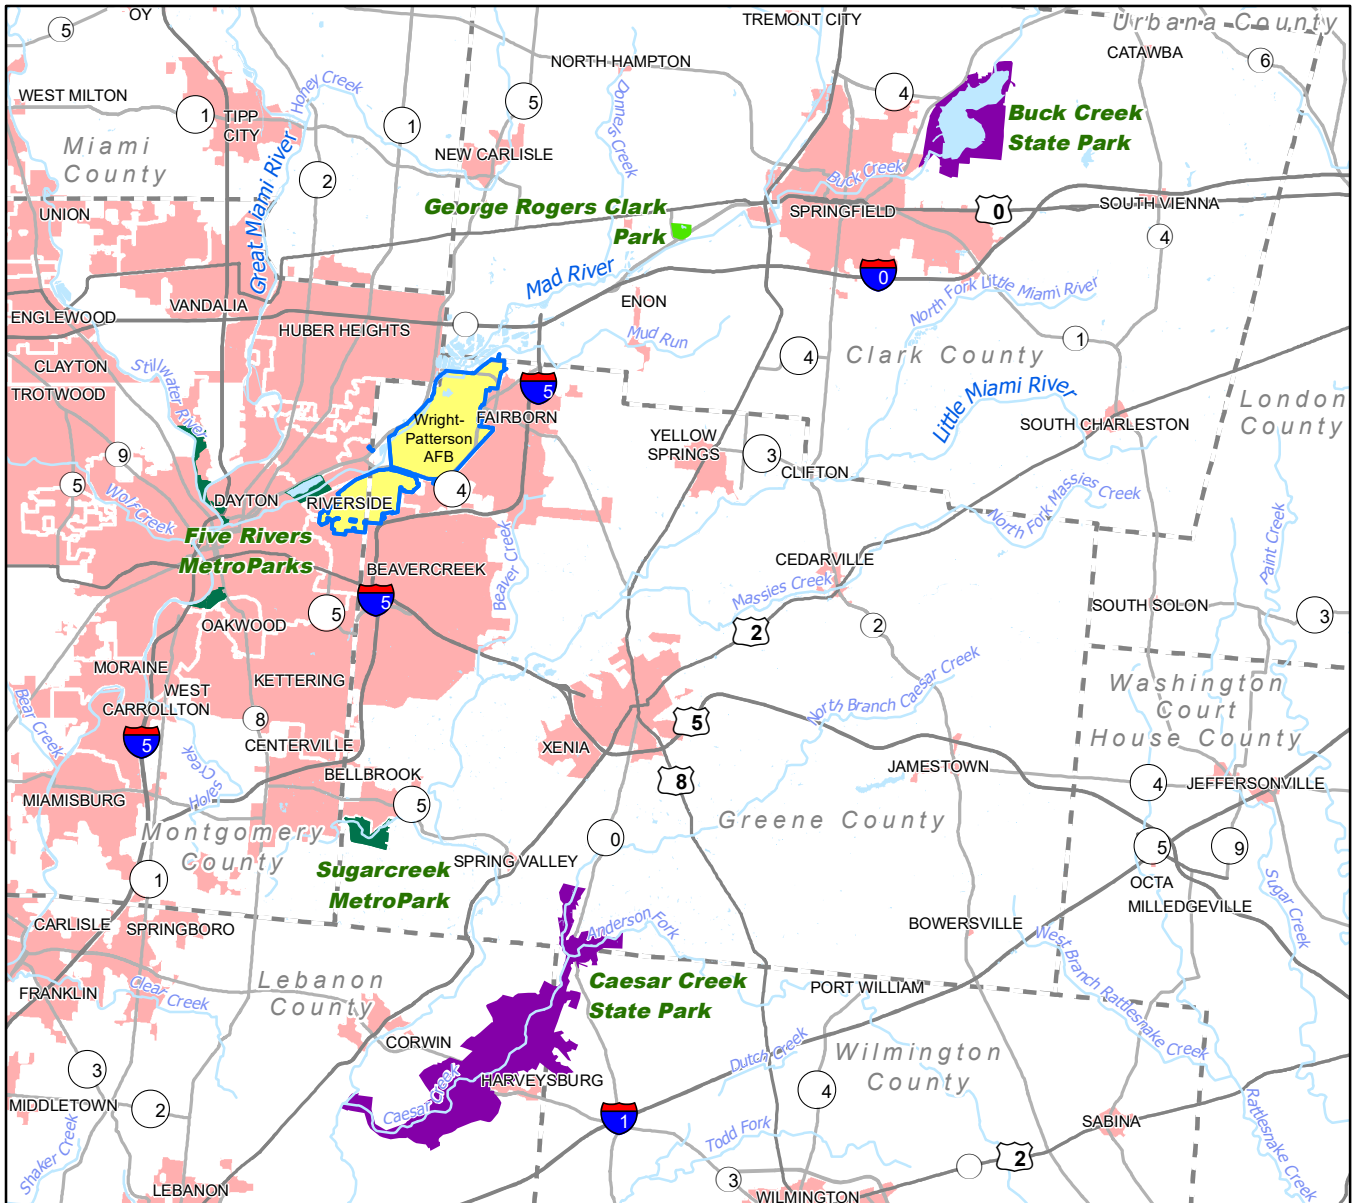 OY
TREMONT CITY
Urbana County
5
CATAWBA
6
NORTH HAMPTON
WEST MILTON
1
TIPP
CITY
Honey Creek
1
5
Donnels Creek
4
Buck Creek
State Park
Miami
County
2
NEW CARLISLE
Buck Creek
George Rogers Clark
Park
UNION
Great Miami River
SPRINGFIELD
0
SOUTH VIENNA
4
Mad River
0
North Fork Little Miami River
VANDALIA
ENGLEWOOD
HUBER HEIGHTS
ENON
Mud Run
1
4
Clark County
CLAYTON
Stillwater River
TROTWOOD
5
Little Miami River
London
County
Wright-
Patterson
AFB
FAIRBORN
YELLOW
SPRINGS
3
SOUTH CHARLESTON
9
5
CLIFTON
4
Wolf Creek
DAYTON
RIVERSIDE
North Fork Massies Creek
Paint Creek
Five Rivers
MetroParks
Beaver Creek
BEAVERCREEK
CEDARVILLE
Massies Creek
5
5
OAKWOOD
2
2
SOUTH SOLON
3
MORAINE
WEST
CARROLLTON
KETTERING
Bear Creek
8
5
North Branch Caesar Creek
Washington
Court
House County
5
CENTERVILLE
XENIA
Holes Creek
BELLBROOK
8
JAMESTOWN
4
JEFFERSONVILLE
MIAMISBURG
5
Montgomery
County
0
Greene County
5
9
Sugarcreek
MetroPark
SPRING VALLEY
1
OCTA
MILLEDGEVILLE
Sugar Creek
CARLISLE
SPRINGBORO
Anderson Fork
BOWERSVILLE
West Branch Rattlesnake Creek
Lebanon
County
Caesar Creek
State Park
FRANKLIN
Clear Creek
PORT WILLIAM
CORWIN
Dutch Creek
Wilmington
County
3
HARVEYSBURG
Caesar Creek
4
MIDDLETOWN
2
1
Todd Fork
SABINA
Rattlesnake Creek
Shaker Creek
2
3
LEBANON
WILMINGTON